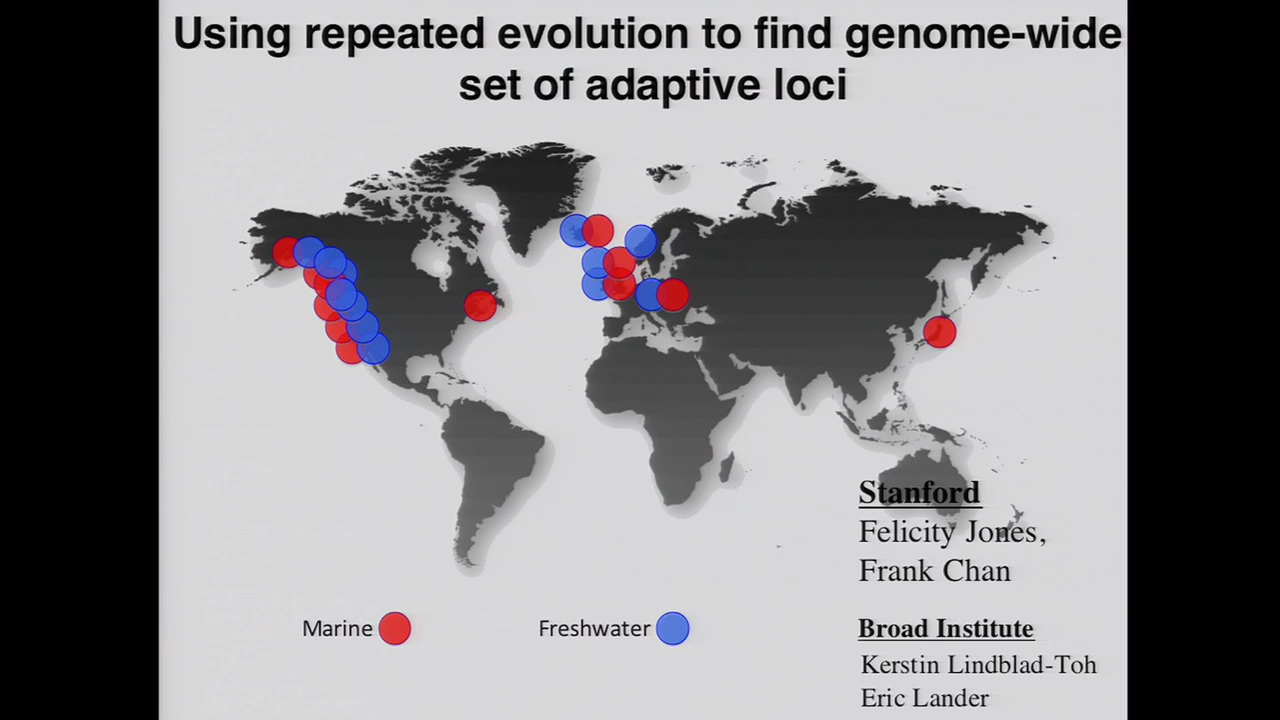 Using repeated evolution to find genome-wide
set of adaptive loci
Stanford
Felicity Jones,
Frank Chan
Marine
Freshwater
Broad Institute
Kerstin Lindblad-Toh
Eric Lander